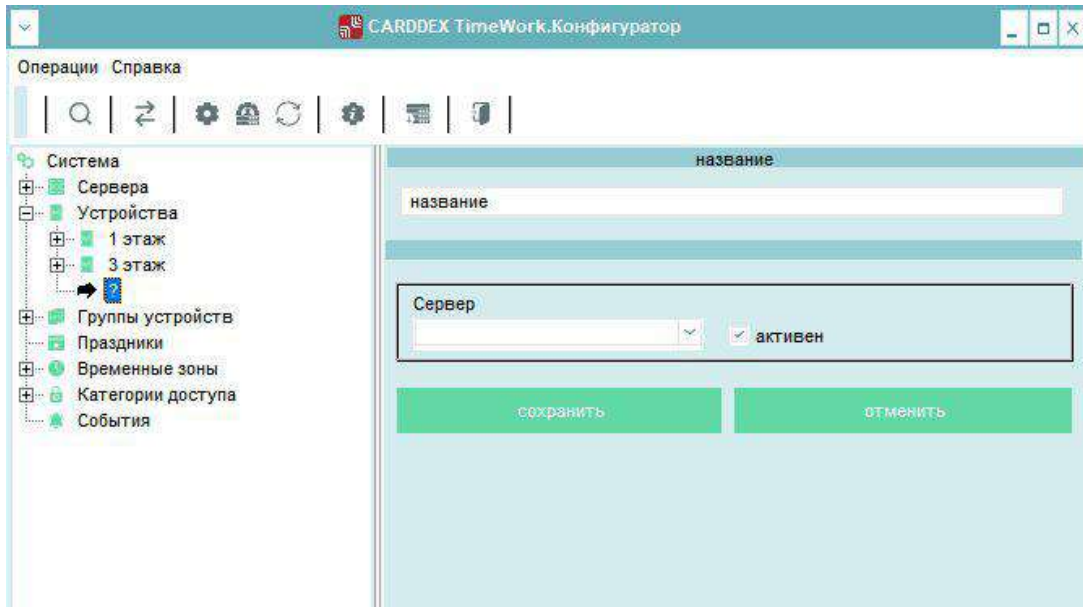 CARDDEX TimeWork.Конфигуратор
Операции Справка
Система
Сервера
Устройства
1 этаж
3 этаж
?
Группы устройств
Праздники
Временные зоны
Категории доступа
События
название
название
Сервер
активен
сохранить
отменить